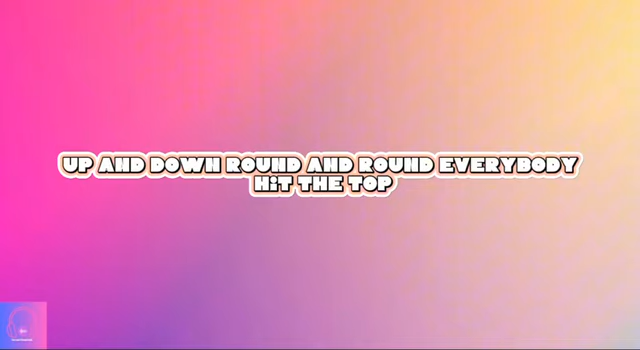 UP AND DOWN ROUND AND ROUND EVERYBODY
HiT THE TOP